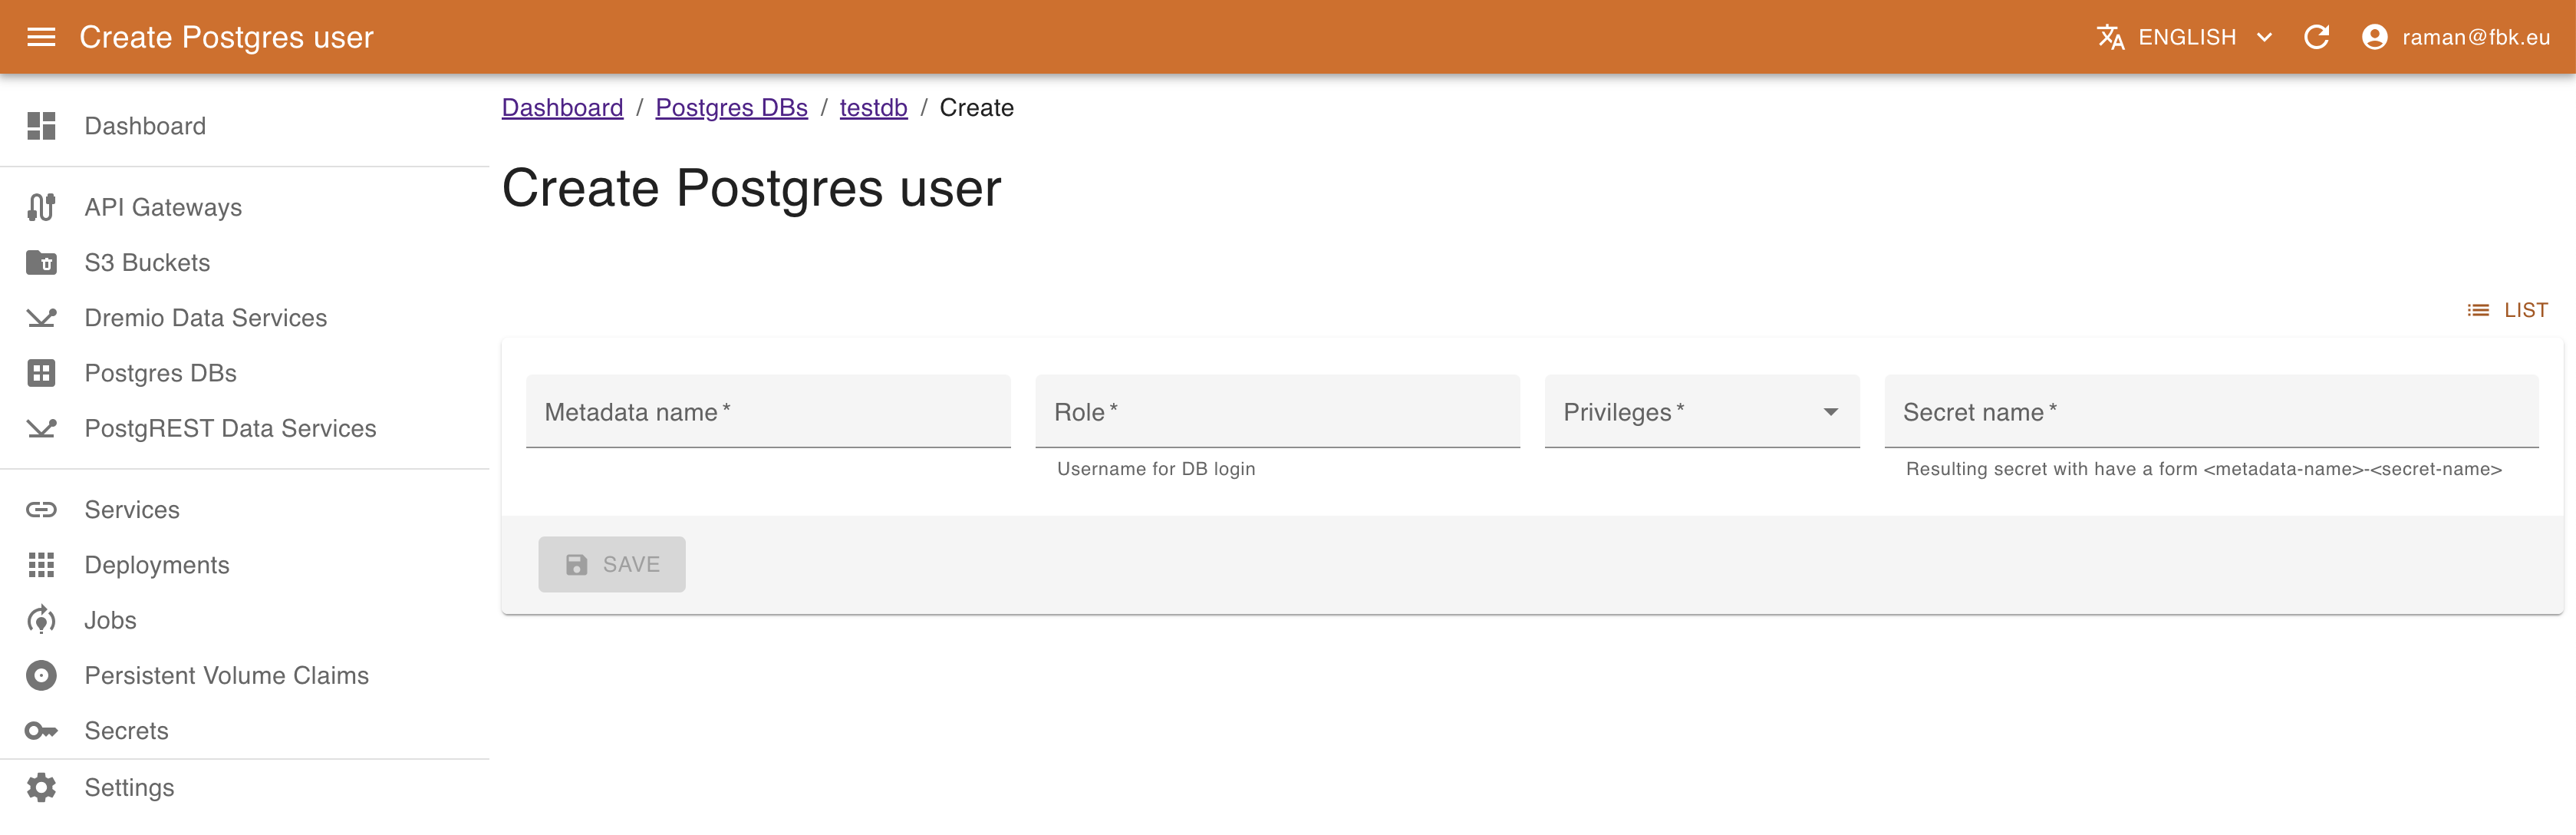 Create Postgres user
ENGLISH
raman@fbk.eu
Dashboard
API Gateways
S3 Buckets
Dremio Data Services
Postgres DBs
PostgREST Data Services
Services
Deployments
Jobs
Persistent Volume Claims
Secrets
Settings
Dashboard / Postgres DBs / testdb / Create
Create Postgres user
LIST
Metadata name *
Role *
Username for DB login
Privileges *
Secret name *
Resulting secret with have a form <metadata-name>-<secret-name>
SAVE